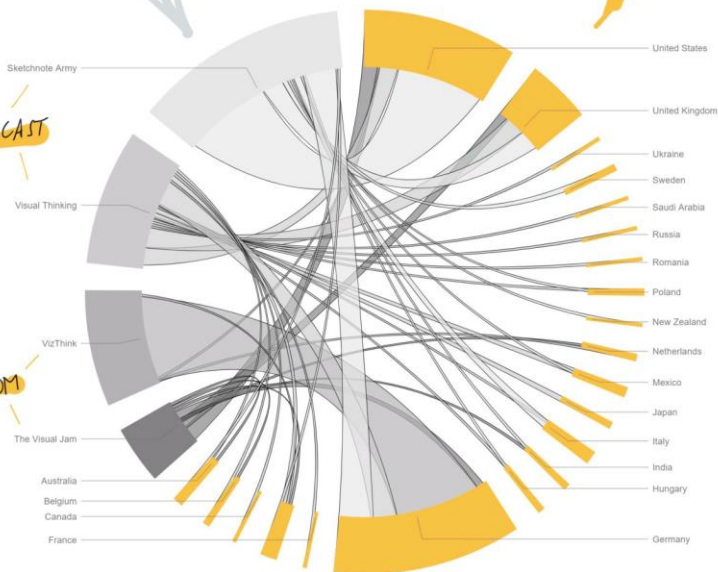 United States
Sketchnote Army
United Kingdom
CAST
Ukraine
Sweden
Visual Thinking
Saudi Arabia
Russia
Romania
Poland
New Zealand
VizThink
Netherlands
Mexico
OM
Japan
The Visual Jam
Italy
India
Australia
Hungary
Belgium
Canada
France
Germany